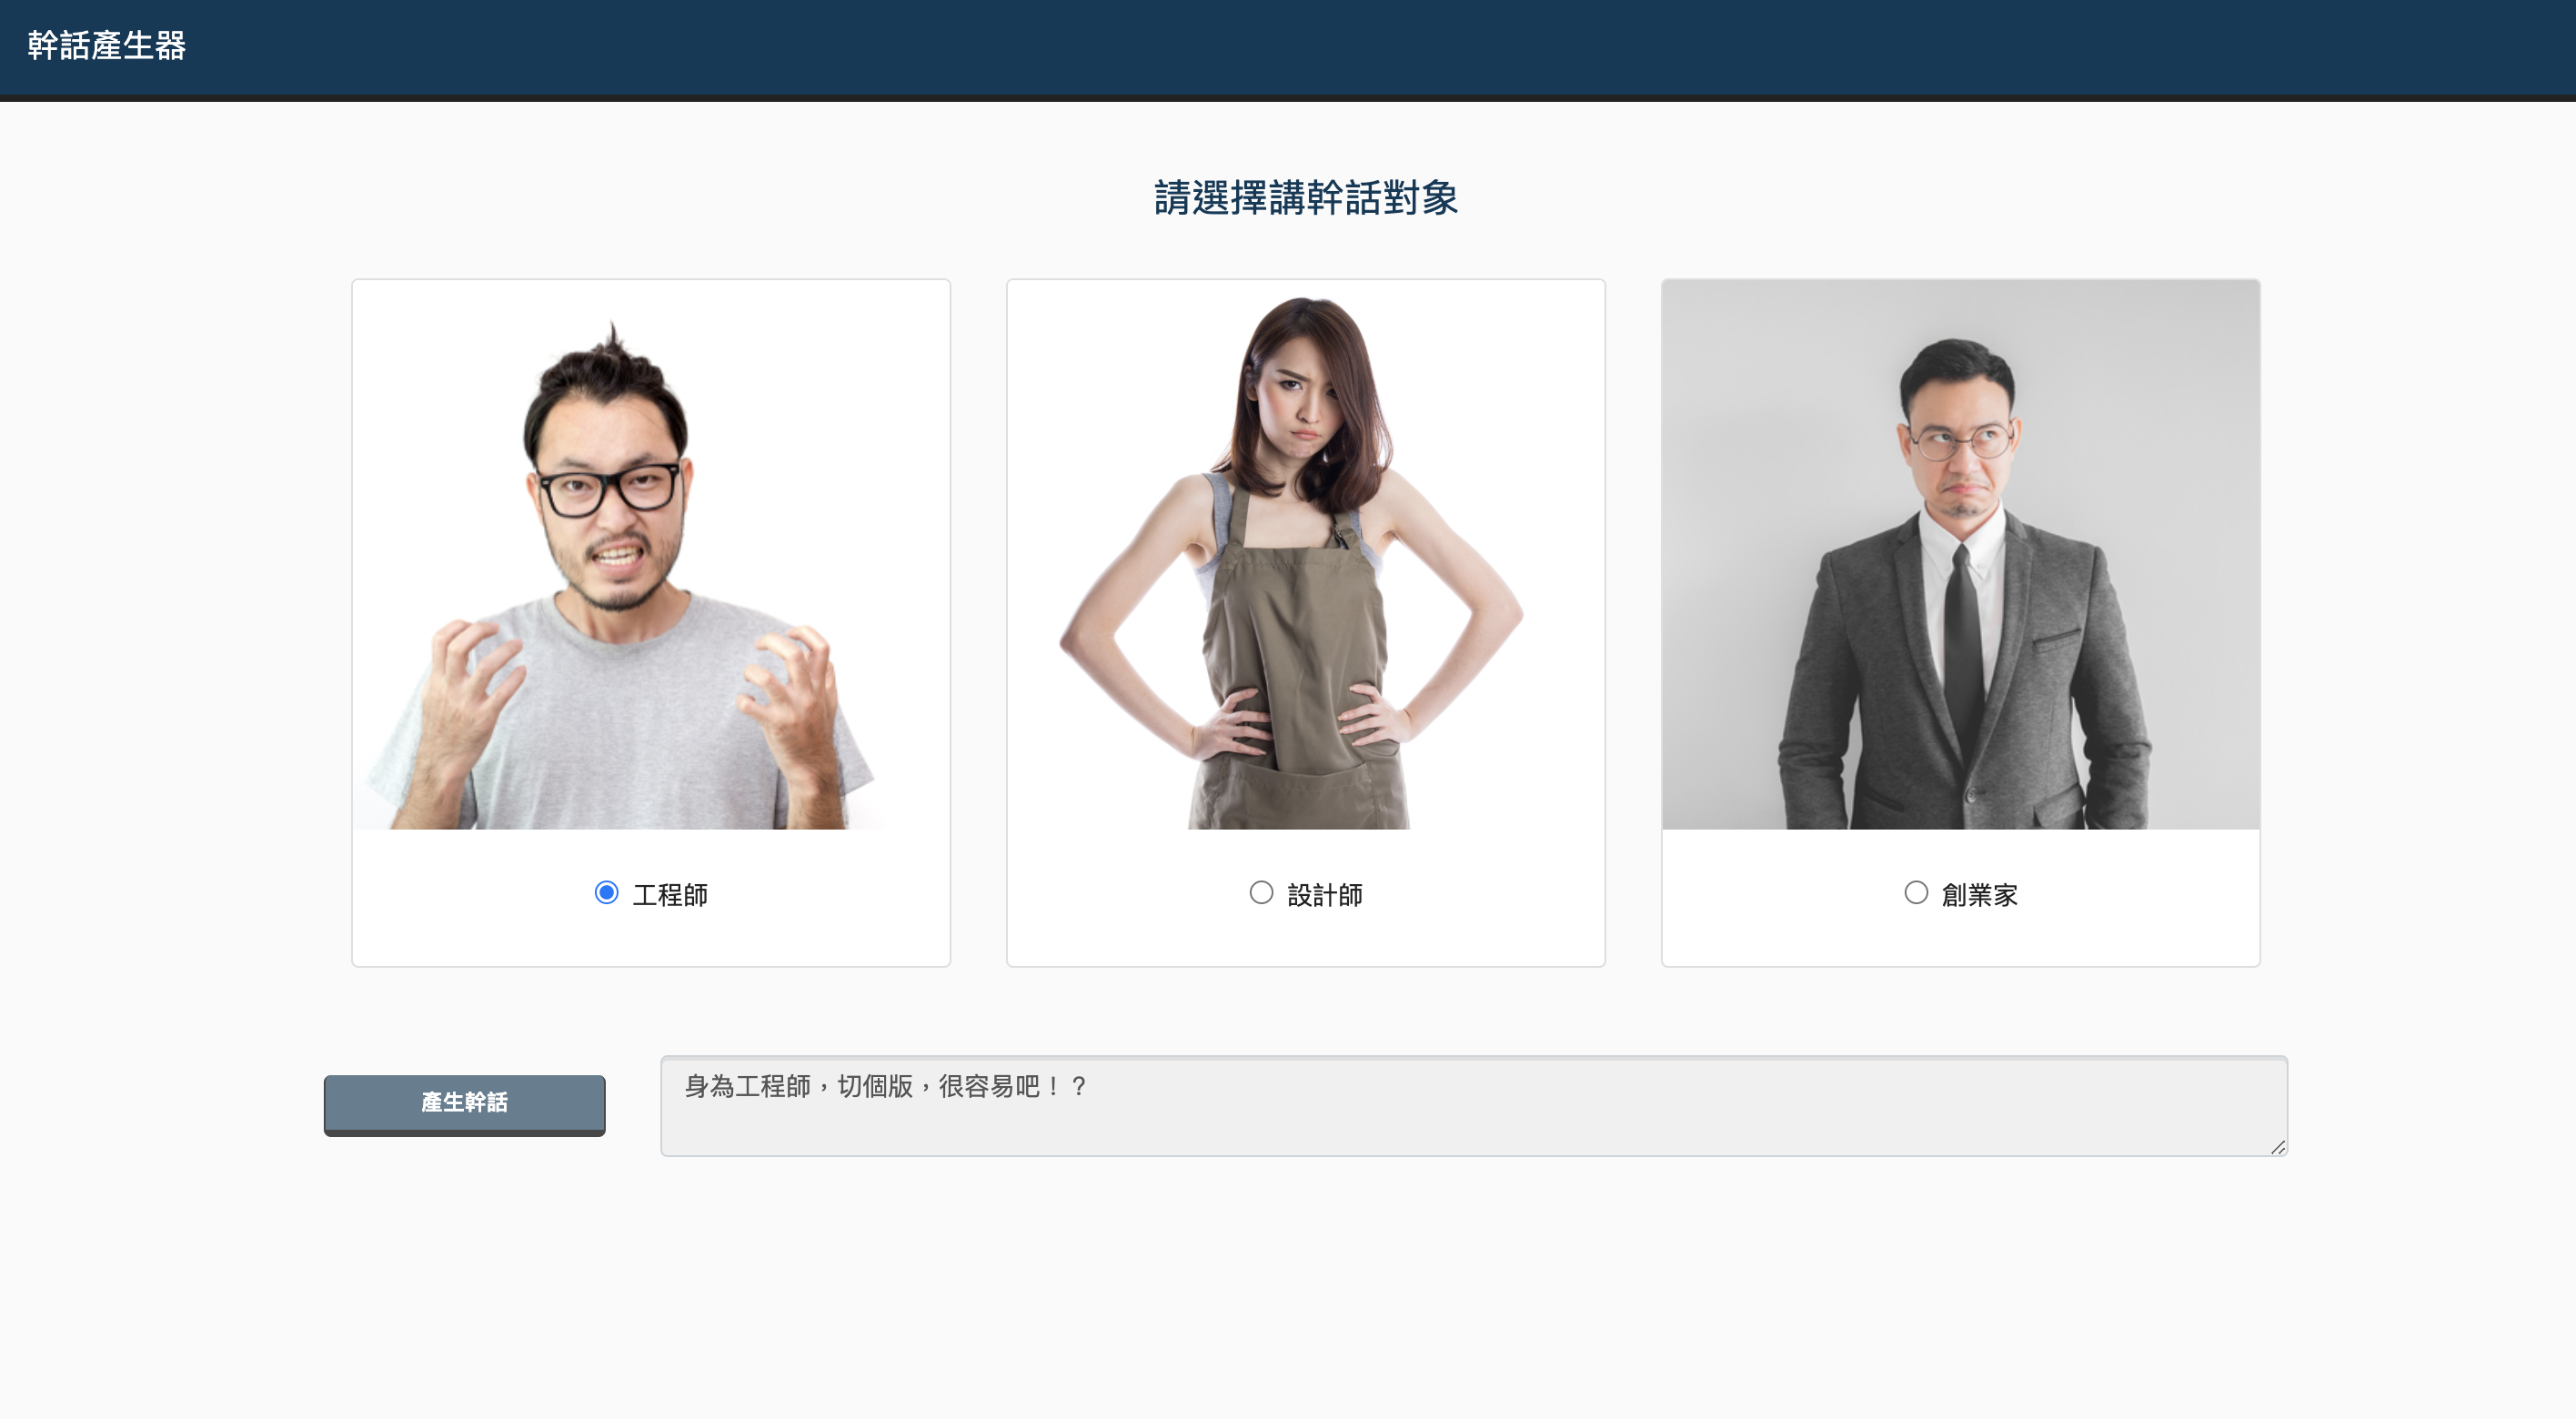 幹話產生器
請選擇講幹話對象
工程師
設計師
創業家
產生幹話
身為工程師，切個版，很容易吧！？